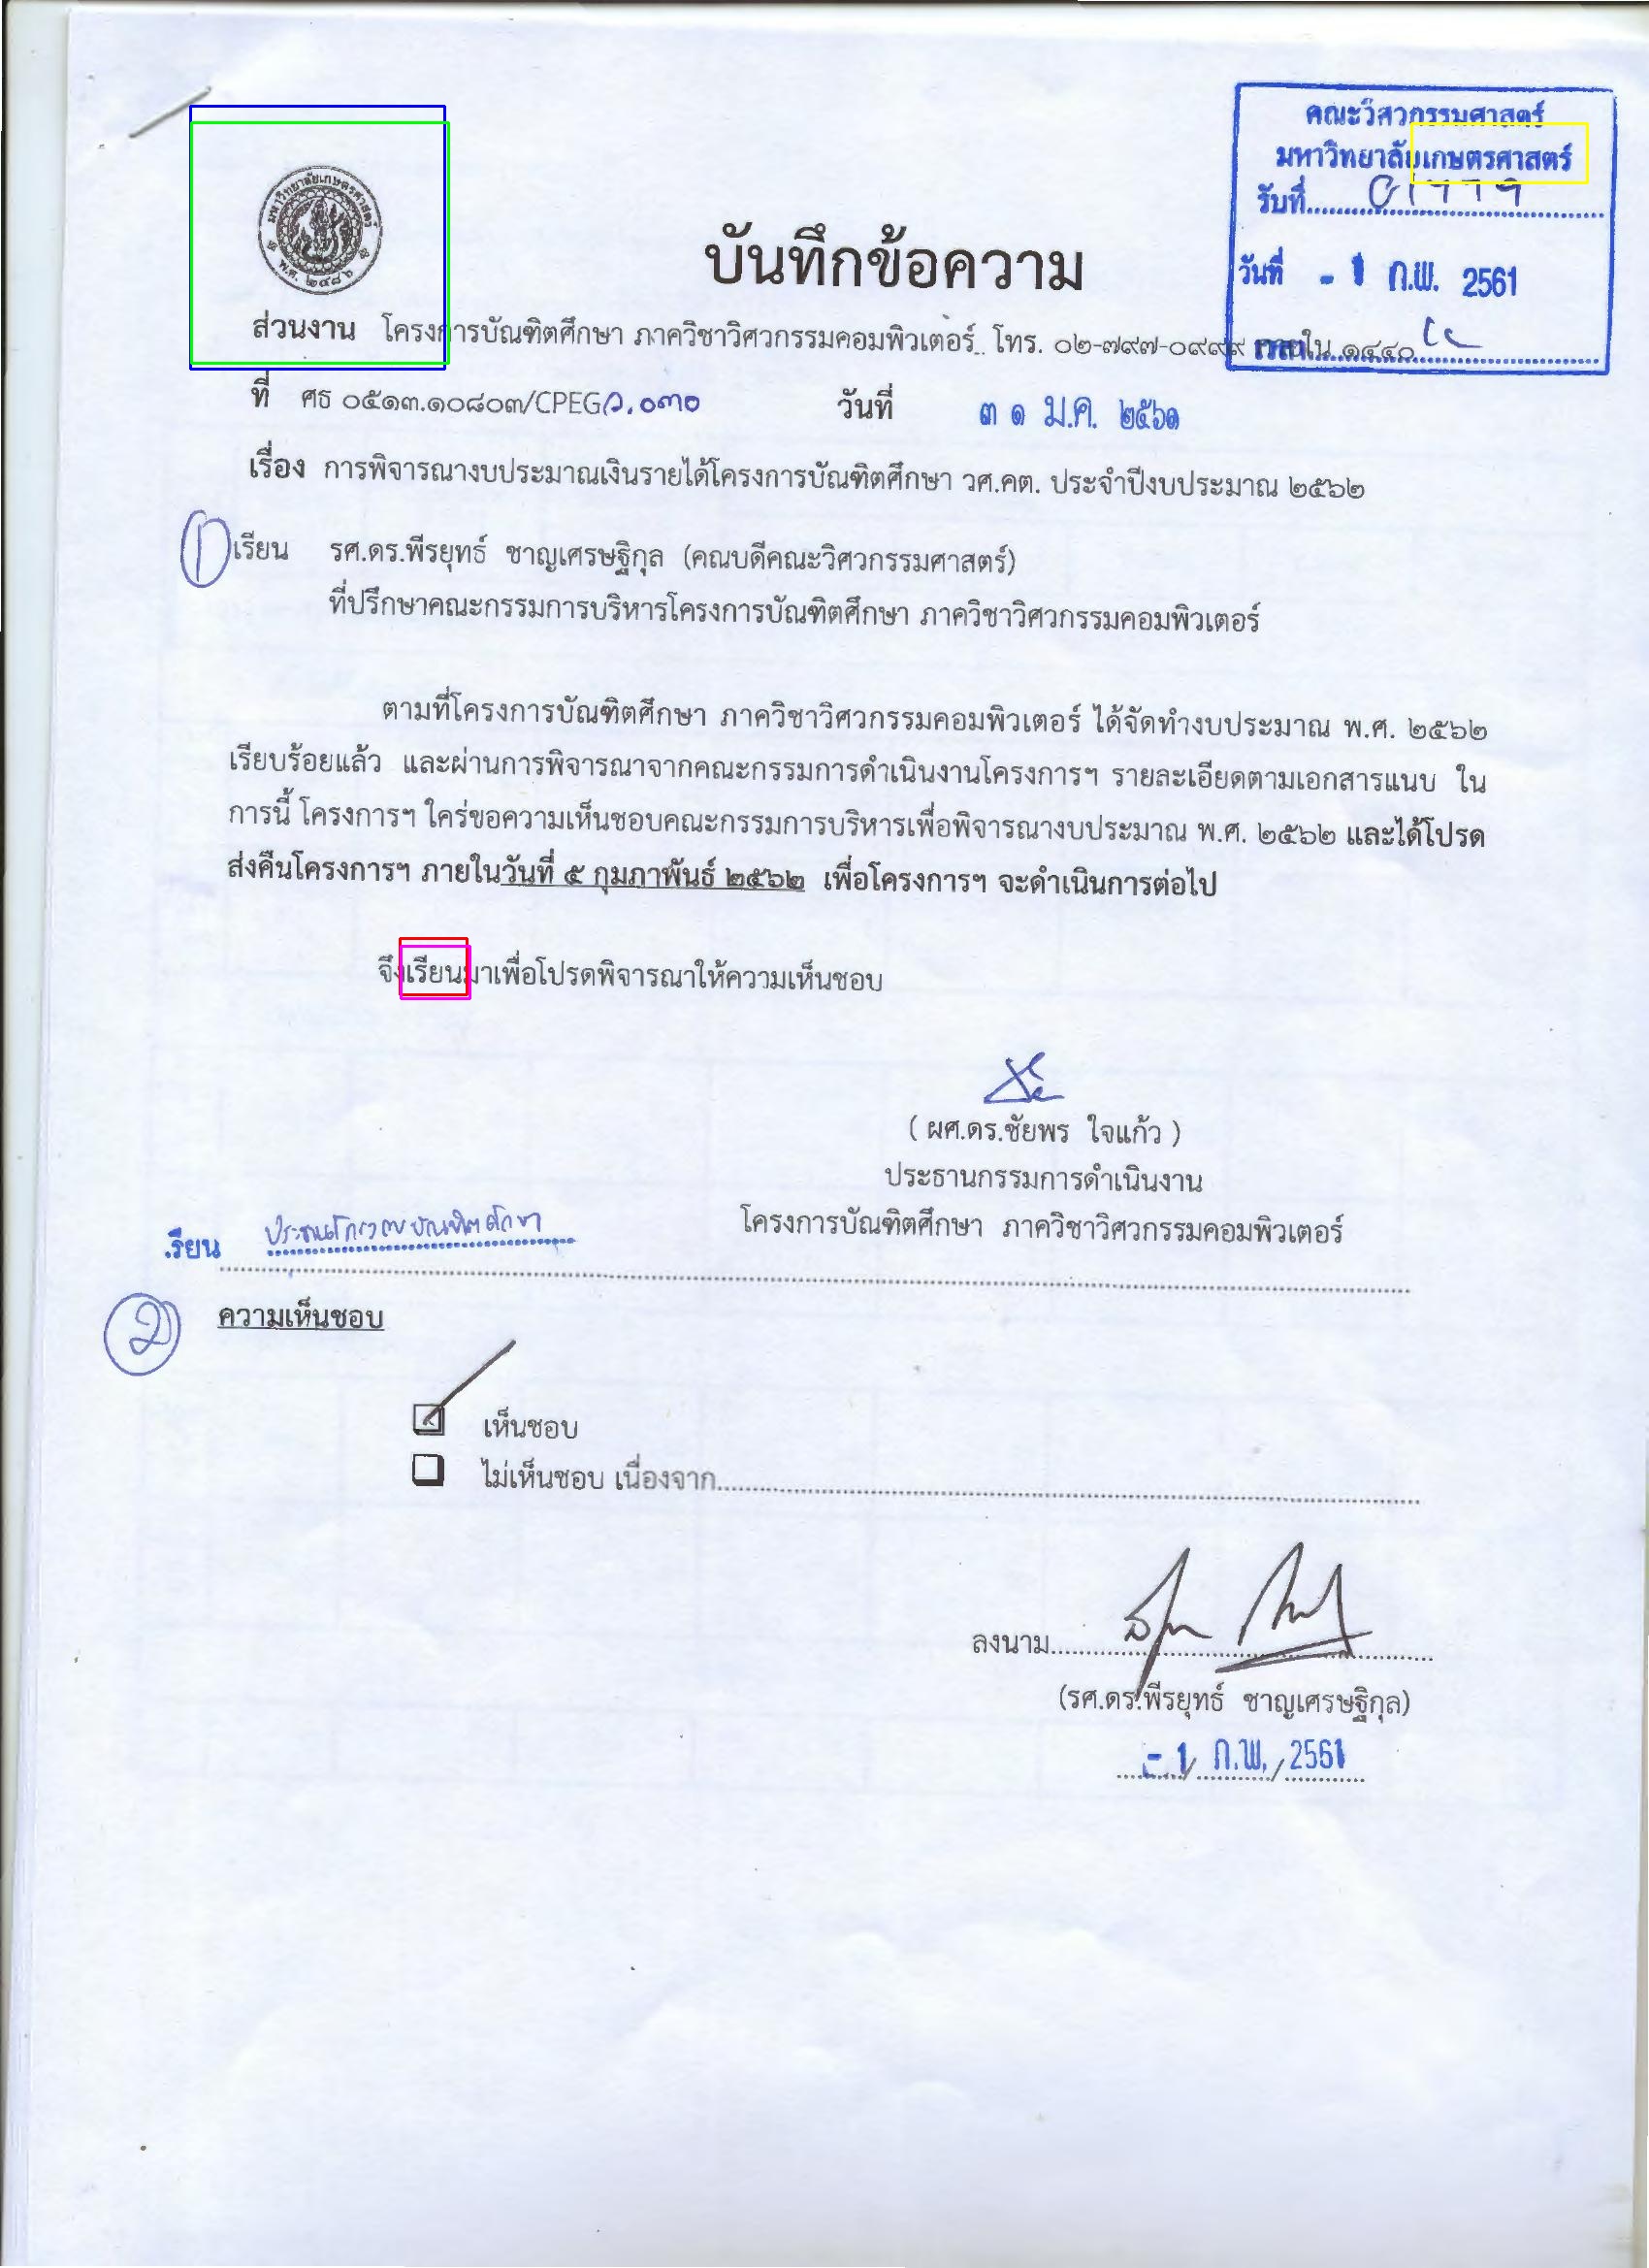 คณะวิศวกรรมศาสตร์
มหาวิทยาลัยเกษตรศาสตร์
รับที่
วันที่ - 1 ก.พ. 2561
มหาวิทยาลัยเกษตรศาสตร์
พ.ศ. ๒๔๘๖
บันทึกข้อความ
ส่วนงาน โครงการบัณฑิตศึกษา ภาควิชาวิศวกรรมคอมพิวเตอร์ โทร. ๐๒-๗๙๗-๐๙๙๙ ภายใน ๑๔๔๐
ที่ ศธ ๐๕๑๓.๑๐๘๐๓/CPEG ๐.๐๓๐ วันที่ ๓ ๑ ม.ค. ๒๕๖๑
เรื่อง การพิจารณางบประมาณเงินรายได้โครงการบัณฑิตศึกษา วศ.คต. ประจำปีงบประมาณ ๒๕๖๒
1 เรียน รศ.ดร.พีรยุทธ์ ชาญเศรษฐิกุล (คณบดีคณะวิศวกรรมศาสตร์)
ที่ปรึกษาคณะกรรมการบริหารโครงการบัณฑิตศึกษา ภาควิชาวิศวกรรมคอมพิวเตอร์
ตามที่โครงการบัณฑิตศึกษา ภาควิชาวิศวกรรมคอมพิวเตอร์ ได้จัดทำงบประมาณ พ.ศ. ๒๕๖๒
เรียบร้อยแล้ว และผ่านการพิจารณาจากคณะกรรมการดำเนินงานโครงการฯ รายละเอียดตามเอกสารแนบ ใน
การนี้ โครงการฯ ใคร่ขอความเห็นชอบคณะกรรมการบริหารเพื่อพิจารณางบประมาณ พ.ศ. ๒๕๖๒ และได้โปรด
ส่งคืนโครงการฯ ภายในวันที่ ๕ กุมภาพันธ์ ๒๕๖๒ เพื่อโครงการฯ จะดำเนินการต่อไป
จึงเรียนมาเพื่อโปรดพิจารณาให้ความเห็นชอบ
( ผศ.ดร.ชัยพร ใจแก้ว )
ประธานกรรมการดำเนินงาน
โครงการบัณฑิตศึกษา ภาควิชาวิศวกรรมคอมพิวเตอร์
เรียน ประธานโครงการบัณฑิตศึกษา
2 ความเห็นชอบ
เห็นชอบ
ไม่เห็นชอบ เนื่องจาก
ลงนาม
(รศ.ดร.พีรยุทธ์ ชาญเศรษฐิกุล)
- 1 / ก.พ. / 2561